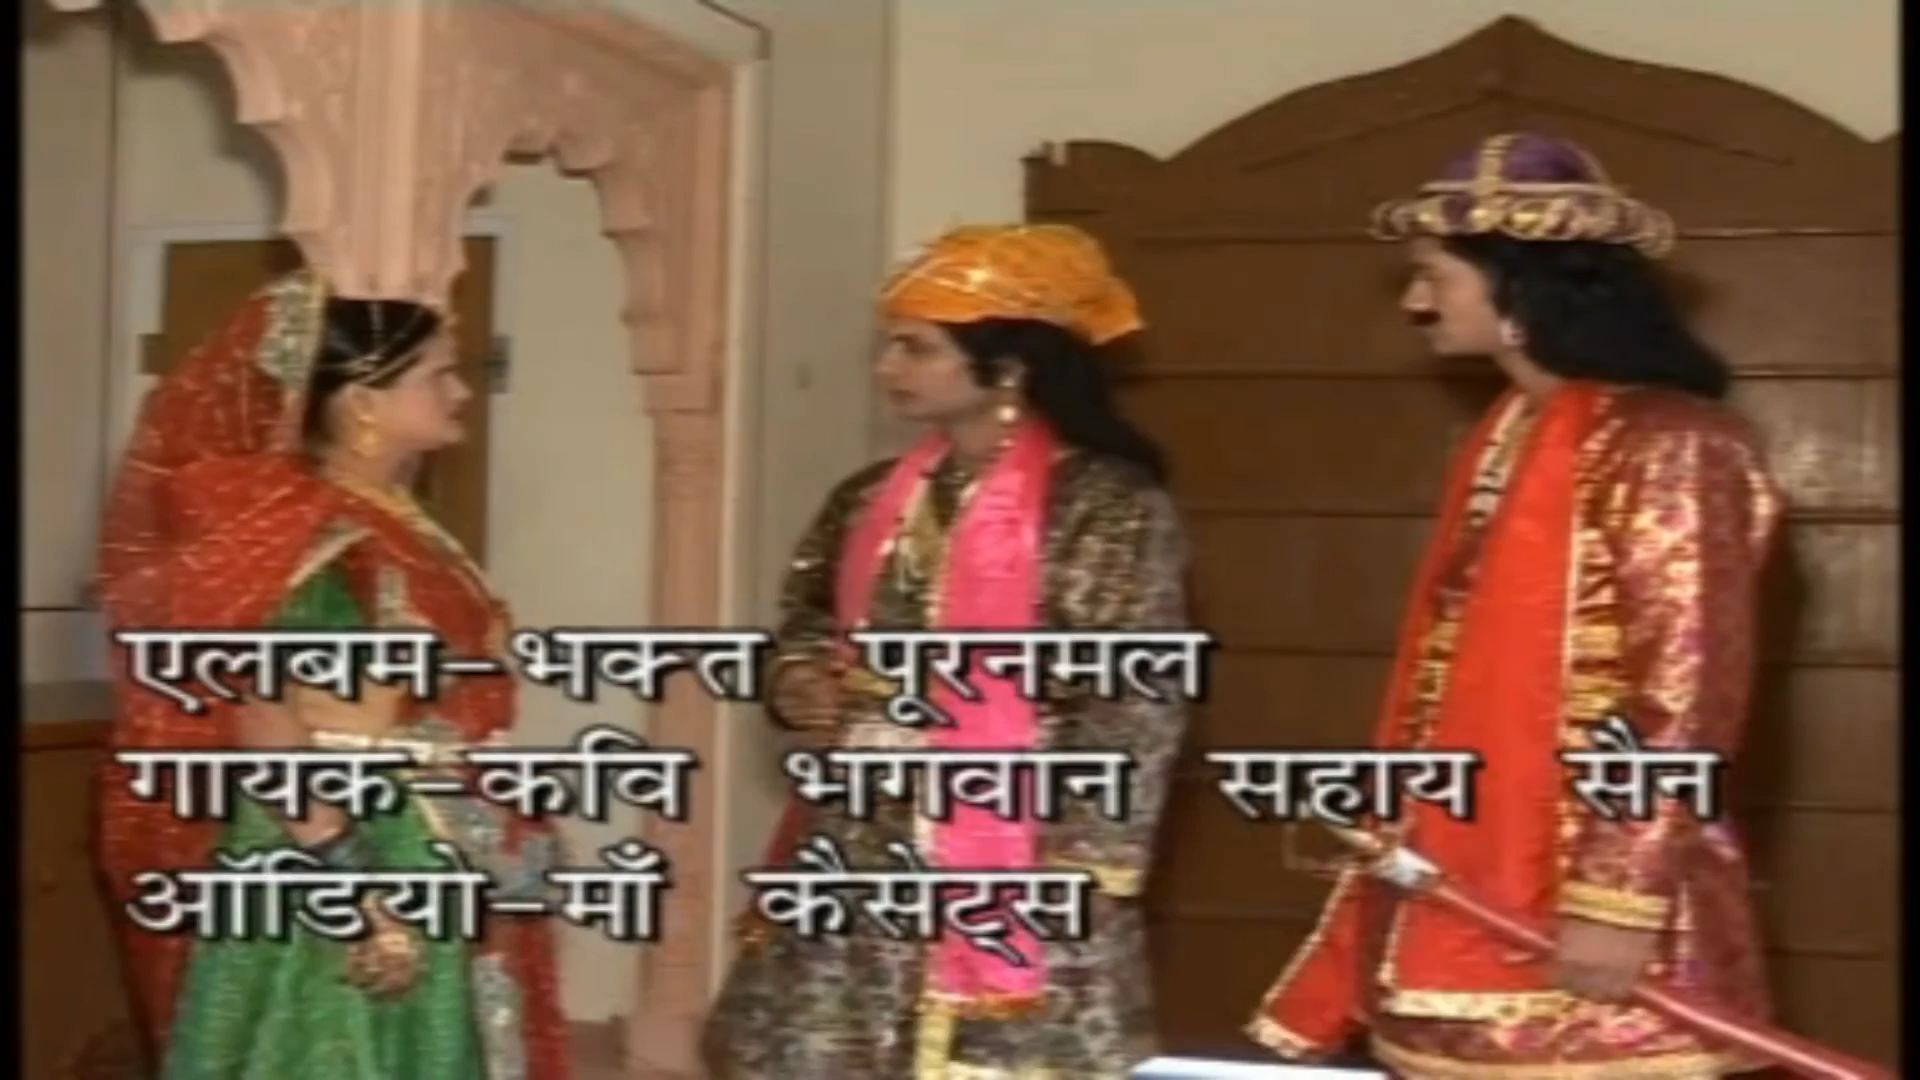 एलबम-भक्त पूरनमल
गायक-कवि भगवान सहाय सैन
ऑडियो-माँ कैसेट्स